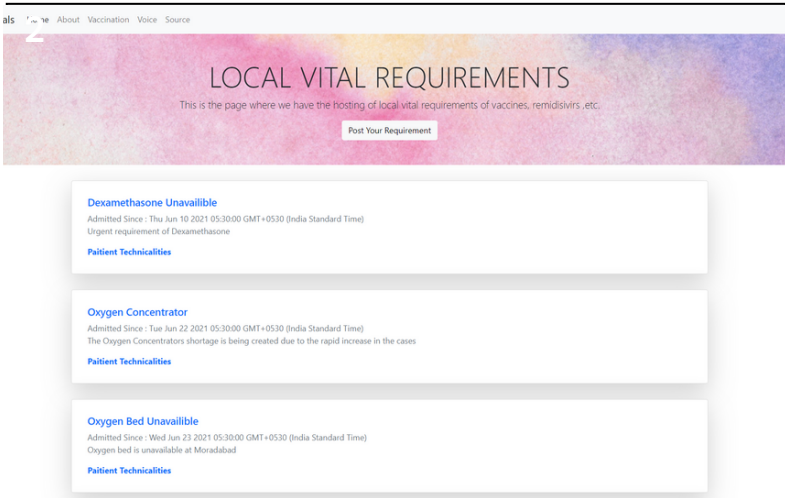 als About Vaccination Voice Source
2
LOCAL VITAL REQUIREMENTS
This is the page where we have the hosting of local vital requirements of vaccines, remidisivirs ,etc.
Post Your Requirement
Dexamethasone Unavailible
Admitted Since : Thu Jun 10 2021 05:30:00 GMT+0530 (India Standard Time)
Urgent requirement of Dexamethasone
Paitient Technicalities
Oxygen Concentrator
Admitted Since : Tue Jun 22 2021 05:30:00 GMT+0530 (India Standard Time)
The Oxygen Concentrators shortage is being created due to the rapid increase in the cases
Paitient Technicalities
Oxygen Bed Unavailible
Admitted Since : Wed Jun 23 2021 05:30:00 GMT+0530 (India Standard Time)
Oxygen bed is unavailable at Moradabad
Paitient Technicalities